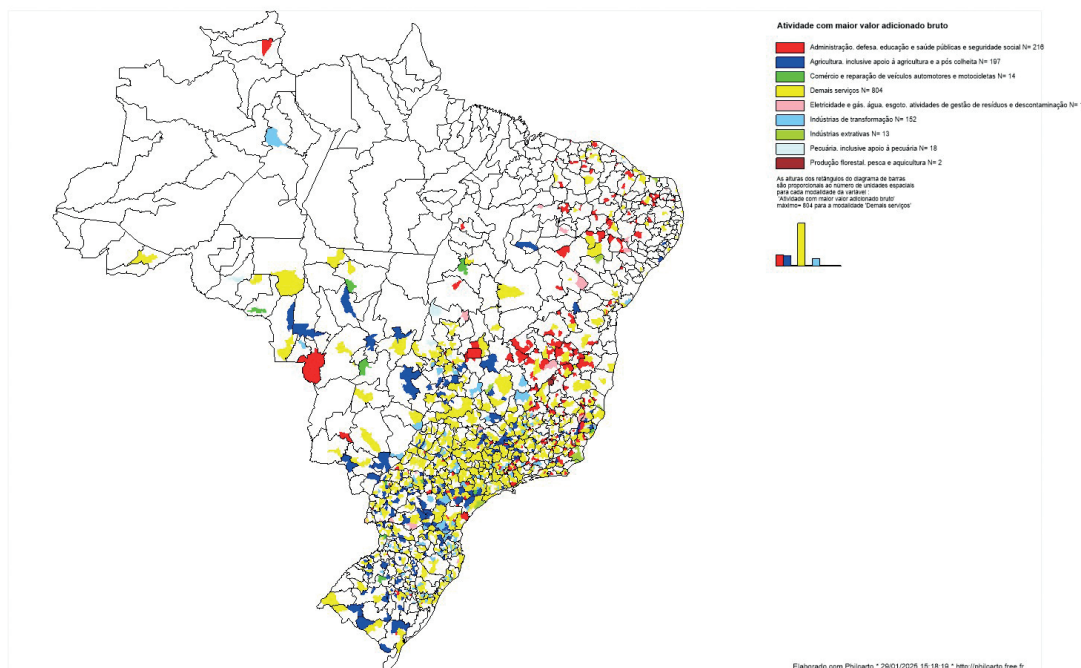 Atividade com maior valor adicionado bruto
Administração, defesa, educação e saúde públicas e seguridade social N= 216
Agricultura, inclusive apoio à agricultura e a pós colheita N= 197
Comércio e reparação de veículos automotores e motocicletas N= 14
Demais serviços N= 804
Eletricidade e gás, água, esgoto, atividades de gestão de resíduos e descontaminação N=
Indústrias de transformação N= 152
Indústrias extrativas N= 13
Pecuária, inclusive apoio à pecuária N= 18
Produção florestal, pesca e aquicultura N= 2
As alturas dos retângulos do diagrama de barras
são proporcionais ao número de unidades espaciais
para cada modalidade da variável :
'Atividade com maior valor adicionado bruto'
máximo= 804 para a modalidade 'Demais serviços'
Elaborado com Philcarto * 29/01/2025 15:18:19 * http://philcarto.free.fr